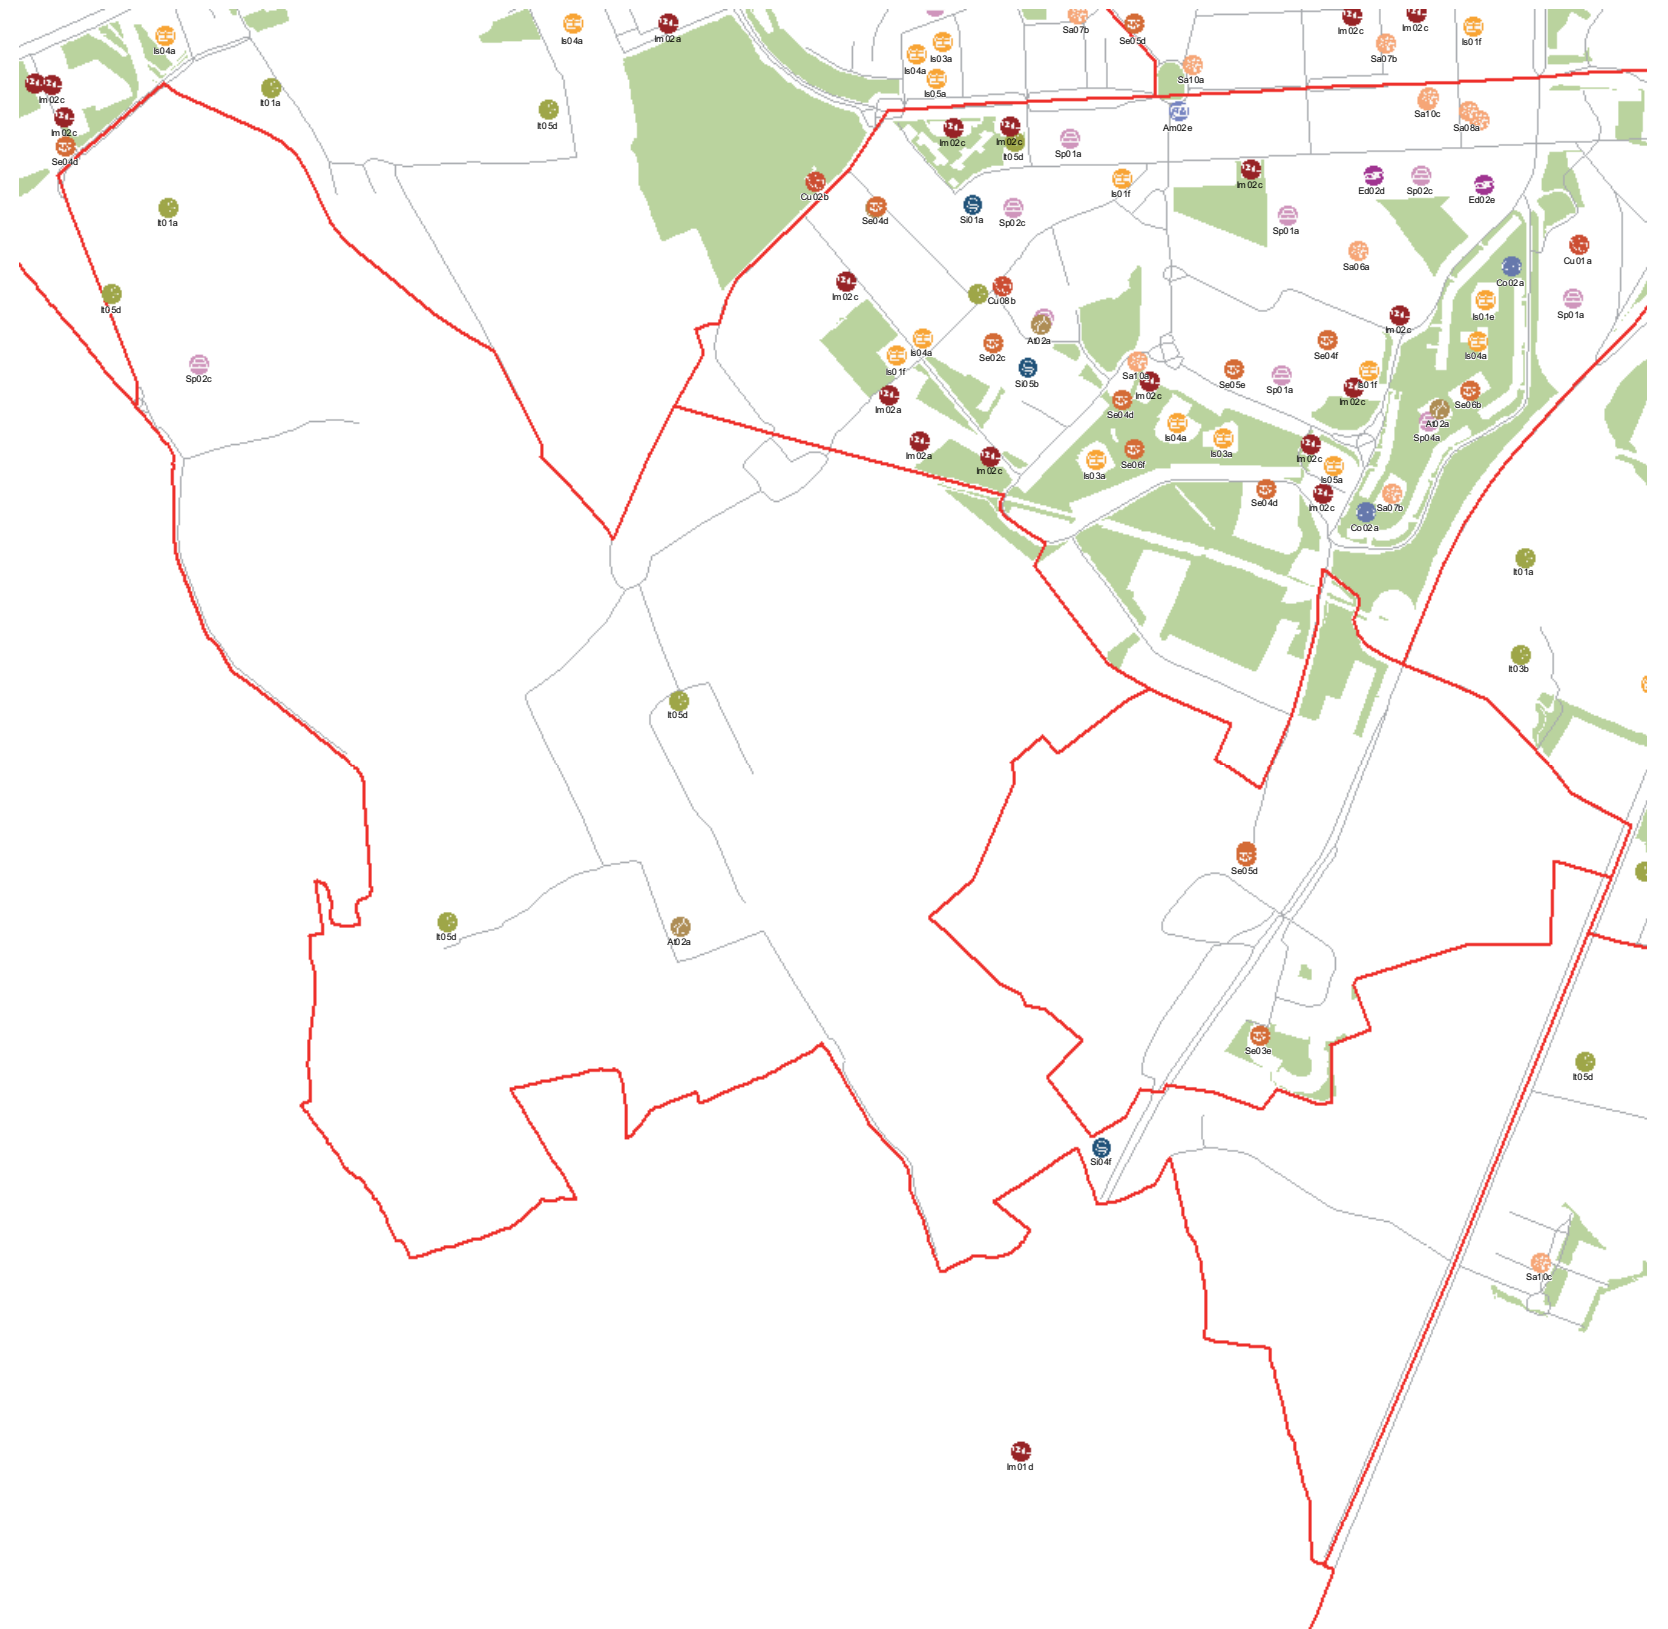 Is04a
Im02a
Sa07b
Se05d
Im02c
Im02c
Is01f
Is03a
Is04a
Sa07b
Sa10a
Im02c
It01a
Is05a
Sa10c
It05d
Im02c
Am02e
Sa08a
Se04d
Im02c
Im02c
It05d
Sp01a
Im02c
Ed02d
Sp02c
Ed02e
Cu02b
Is01f
It01a
Se04d
Si01a
Sp02c
Sp01a
Cu01a
Sa06a
Co02a
Im02c
It05d
Cu08b
Is01e
Sp01a
Im02c
At02a
Is04a
Se02c
Se04f
Is04a
Sp02c
Is01f
Si05b
Sa10a
Se05e
Sp01a
Is01f
Im02c
Im02c
Im02a
Se04d
Se06b
At02a
Is04a
Sp04a
Im02a
Is03a
Im02c
Im02c
Se06f
Is03a
Is05a
Se04d
Im02c
Sa07b
Co02a
It01a
It03b
It05d
Se05d
It05d
At02a
Se03e
It05d
Si04f
Sa10c
Im01d
Is04a